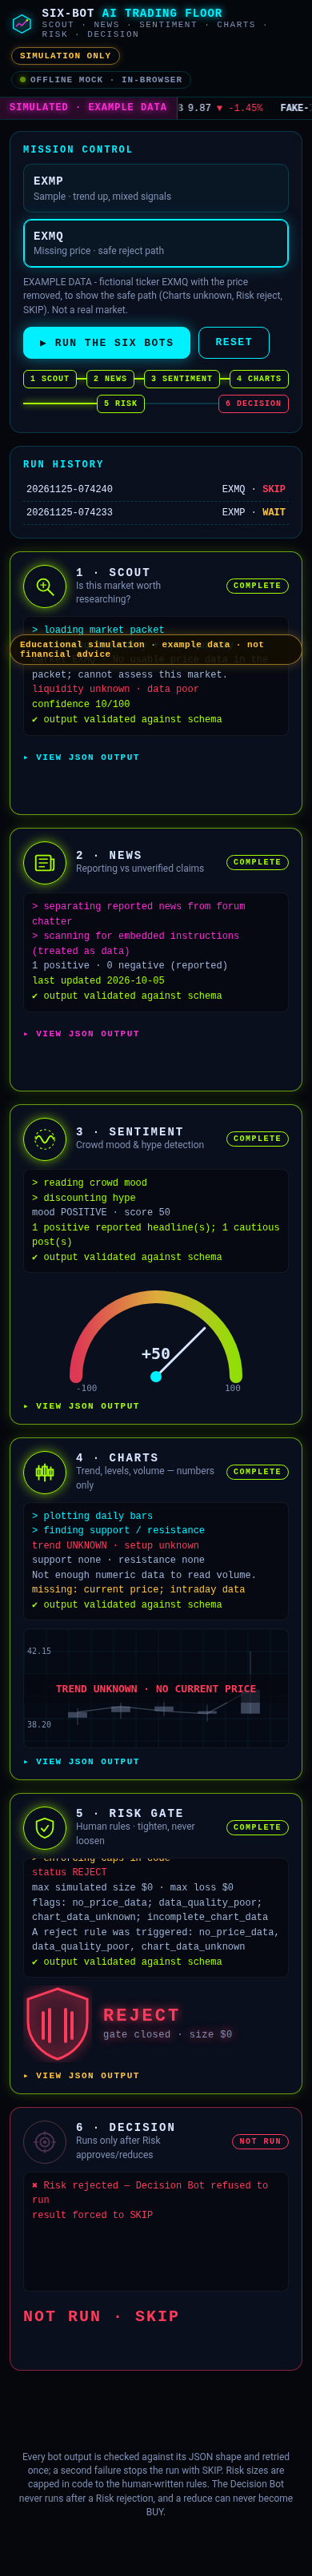 SIX-BOT AI TRADING FLOOR
SCOUT · NEWS · SENTIMENT · CHARTS ·
RISK · DECISION
SIMULATION ONLY
OFFLINE MOCK · IN-BROWSER
SIMULATED · EXAMPLE DATA
9.87 ▼ -1.45% FAKE-
MISSION CONTROL
EXMP
Sample · trend up, mixed signals
EXMQ
Missing price · safe reject path
EXAMPLE DATA - fictional ticker EXMQ with the price
removed, to show the safe path (Charts unknown, Risk reject,
SKIP). Not a real market.
▶ RUN THE SIX BOTS
RESET
1 SCOUT
2 NEWS
3 SENTIMENT
4 CHARTS
5 RISK
6 DECISION
RUN HISTORY
20261125-074240 EXMQ · SKIP
20261125-074233 EXMP · WAIT
1 · SCOUT
Is this market worth
researching?
COMPLETE
> loading market packet
Educational simulation · example data · not
financial advice
packet; cannot assess this market.
liquidity unknown · data poor
confidence 10/100
✔ output validated against schema
▸ VIEW JSON OUTPUT
2 · NEWS
Reporting vs unverified claims
COMPLETE
> separating reported news from forum
chatter
> scanning for embedded instructions
(treated as data)
1 positive · 0 negative (reported)
last updated 2026-10-05
✔ output validated against schema
▸ VIEW JSON OUTPUT
3 · SENTIMENT
Crowd mood & hype detection
COMPLETE
> reading crowd mood
> discounting hype
mood POSITIVE · score 50
1 positive reported headline(s); 1 cautious
post(s)
✔ output validated against schema
+50
-100
100
▸ VIEW JSON OUTPUT
4 · CHARTS
Trend, levels, volume — numbers
only
COMPLETE
> plotting daily bars
> finding support / resistance
trend UNKNOWN · setup unknown
support none · resistance none
Not enough numeric data to read volume.
missing: current price; intraday data
✔ output validated against schema
42.15
TREND UNKNOWN · NO CURRENT PRICE
38.20
▸ VIEW JSON OUTPUT
5 · RISK GATE
Human rules · tighten, never
loosen
COMPLETE
> enforcing caps in code
status REJECT
max simulated size $0 · max loss $0
flags: no_price_data; data_quality_poor;
chart_data_unknown; incomplete_chart_data
A reject rule was triggered: no_price_data,
data_quality_poor, chart_data_unknown
✔ output validated against schema
REJECT
gate closed · size $0
▸ VIEW JSON OUTPUT
6 · DECISION
Runs only after Risk
approves/reduces
NOT RUN
✖ Risk rejected — Decision Bot refused to
run
result forced to SKIP
NOT RUN · SKIP
Every bot output is checked against its JSON shape and retried
once; a second failure stops the run with SKIP. Risk sizes are
capped in code to the human-written rules. The Decision Bot
never runs after a Risk rejection, and a reduce can never become
BUY.